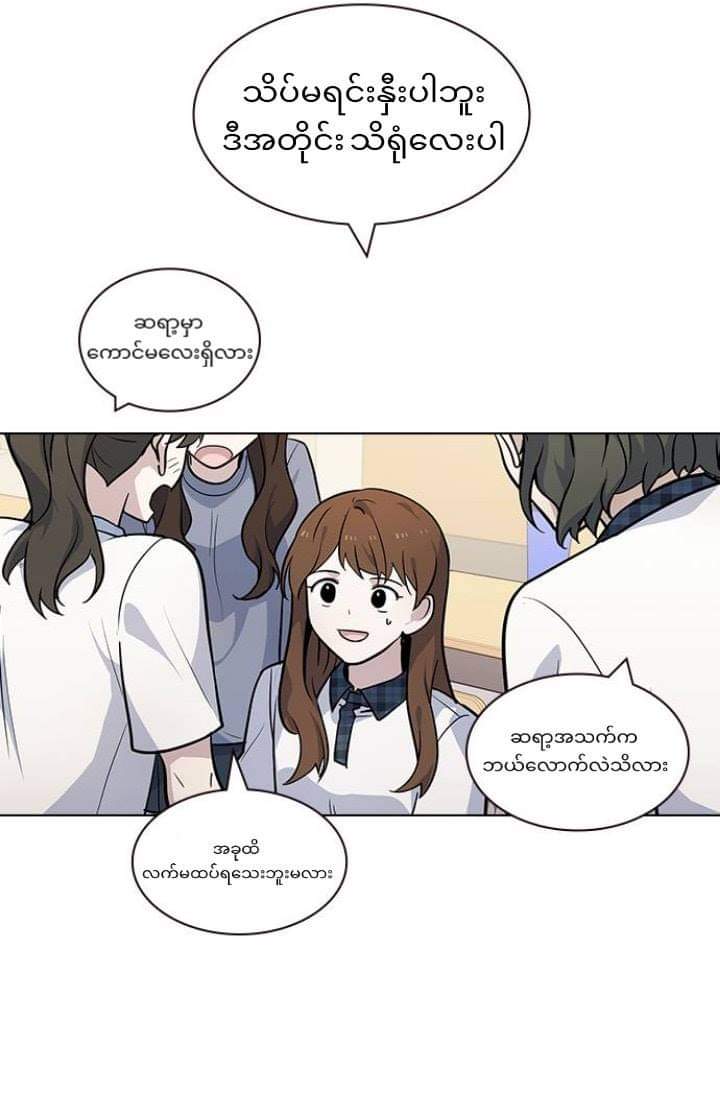 သိပ်မရင်းနှီးပါဘူး
ဒီအတိုင်း သိရုံလေးပါ
ဆရာ့မှာ
ကောင်မလေးရှိလား
ဆရာ့အသက်က
ဘယ်လောက်လဲသိလား
အခုထိ
လက်မထပ်ရသေးဘူးမလား